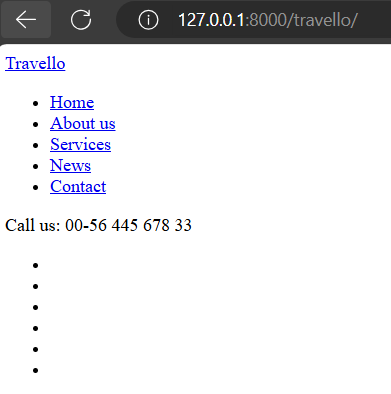 127.0.0.1:8000/travello/
Travello
Home
About us
Services
News
Contact
Call us: 00-56 445 678 33